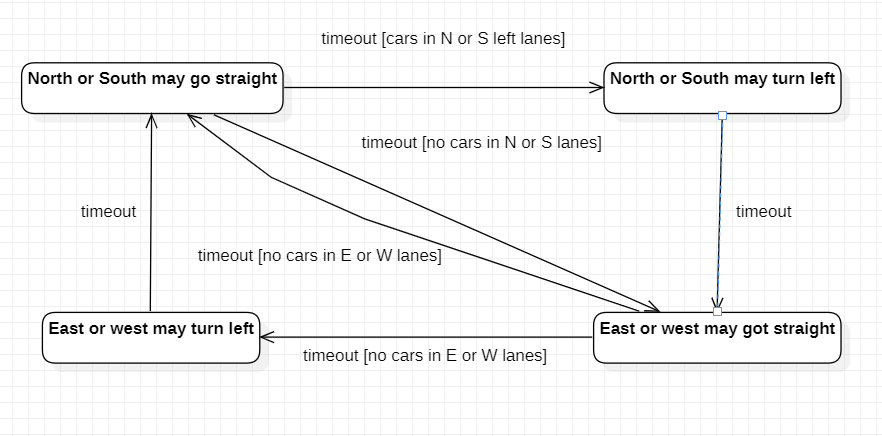 timeout [cars in N or S left lanes]
North or South may go straight
North or South may turn left
timeout [no cars in N or S lanes]
timeout
timeout
timeout [no cars in E or W lanes]
East or west may turn left
East or west may got straight
timeout [no cars in E or W lanes]